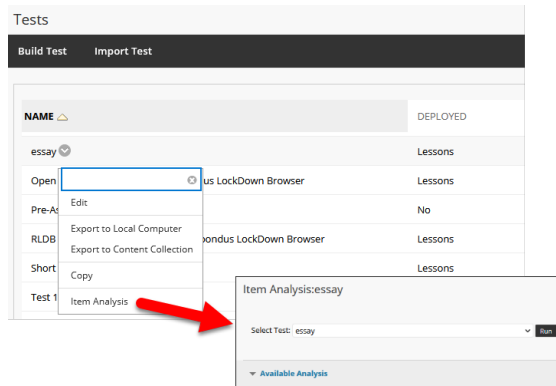 Tests
Build Test Import Test
NAME DEPLOYED
essay Lessons
Open us LockDown Browser Lessons
Edit
Pre-As No
Export to Local Computer
RLDB pondus LockDown Browser Lessons
Export to Content Collection
Short Lessons
Copy
Test 1
Item Analysis
Item Analysis:essay
Select Test: essay Run
Available Analysis